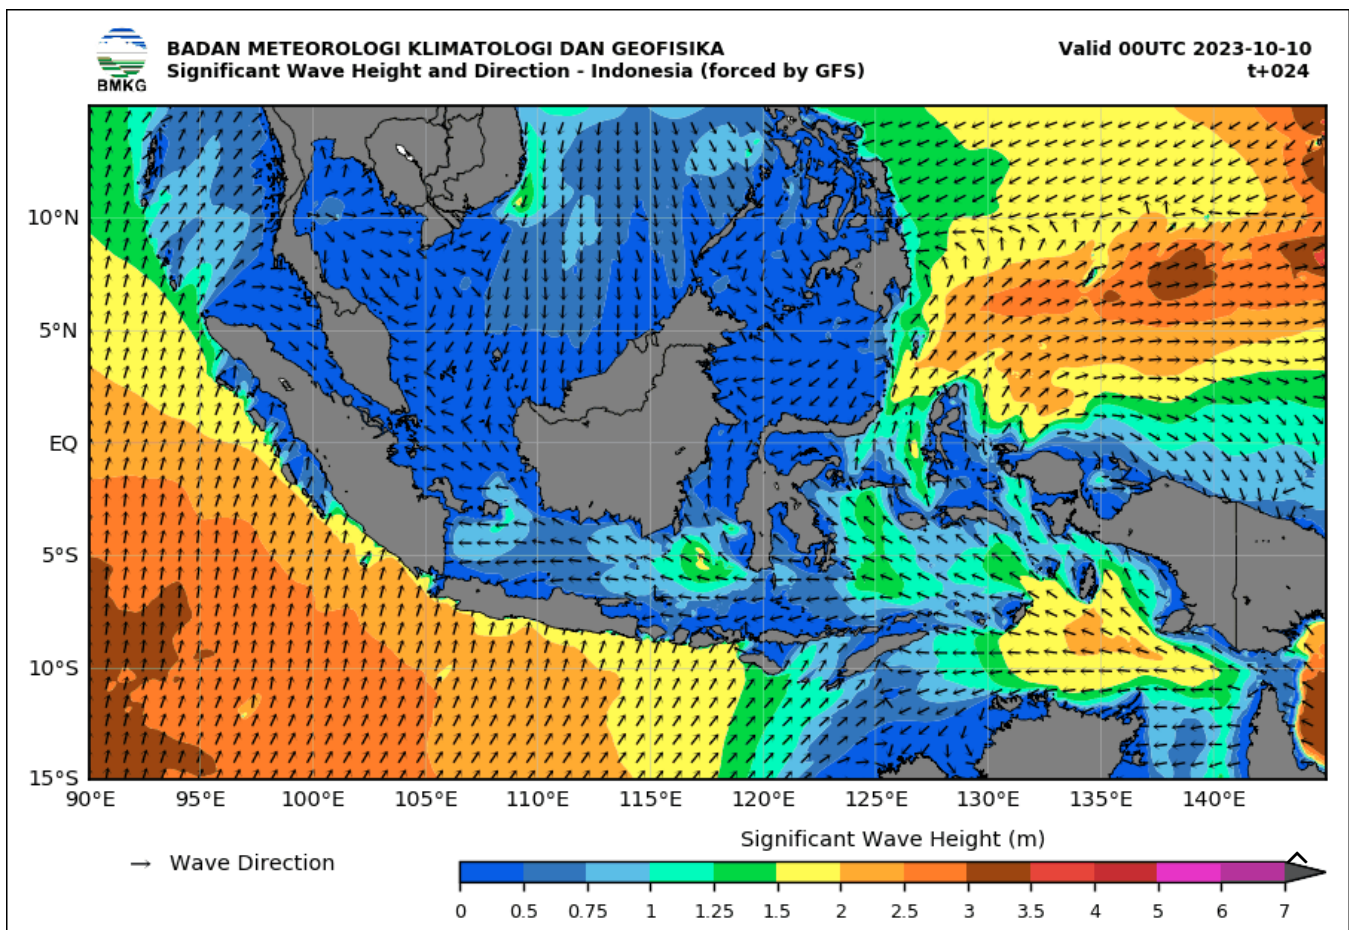 BMKG
BADAN METEOROLOGI KLIMATOLOGI DAN GEOFISIKA
Significant Wave Height and Direction - Indonesia (forced by GFS)
Valid 00UTC 2023-10-10
t+024
10°N
5°N
EQ
5°S
10°S
15°S
90°E 95°E 100°E 105°E 110°E 115°E 120°E 125°E 130°E 135°E 140°E
Wave Direction
Significant Wave Height (m)
0 0.5 0.75 1 1.25 1.5 2 2.5 3 3.5 4 5 6 7